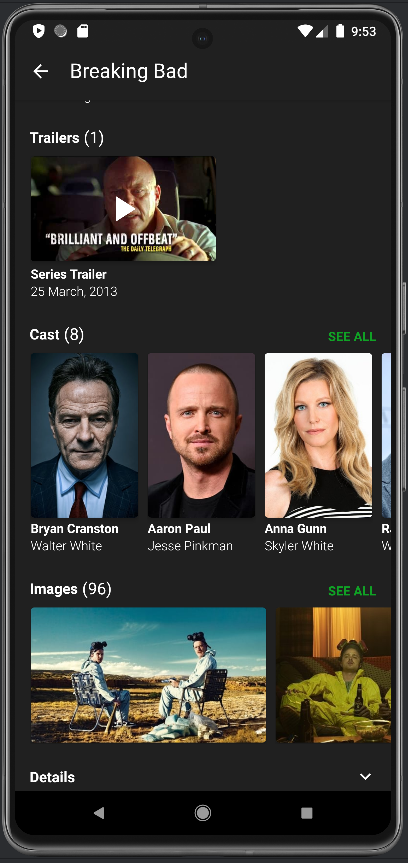 9:53
Breaking Bad
Trailers (1)
"BRILLIANT AND OFFBEAT"
THE DAILY TELEGRAPH
Series Trailer
25 March, 2013
Cast (8)
SEE ALL
Bryan Cranston
Aaron Paul
Anna Gunn
Walter White
Jesse Pinkman
Skyler White
Images (96)
SEE ALL
Details